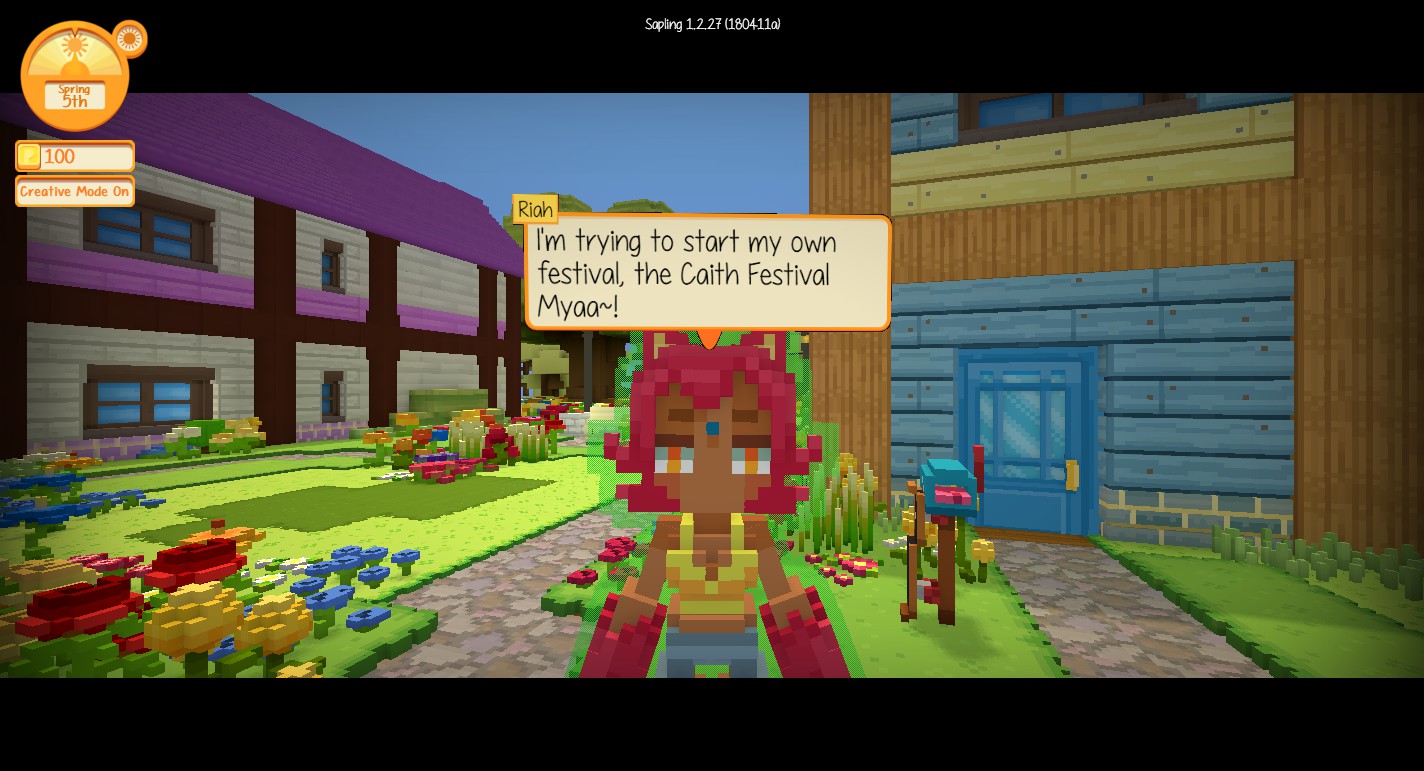 Sapling 1.2.27 (1804.11a)
Spring
5th
100
Creative Mode On
Riah
I'm trying to start my own
festival, the Caith Festival
Myaa~!